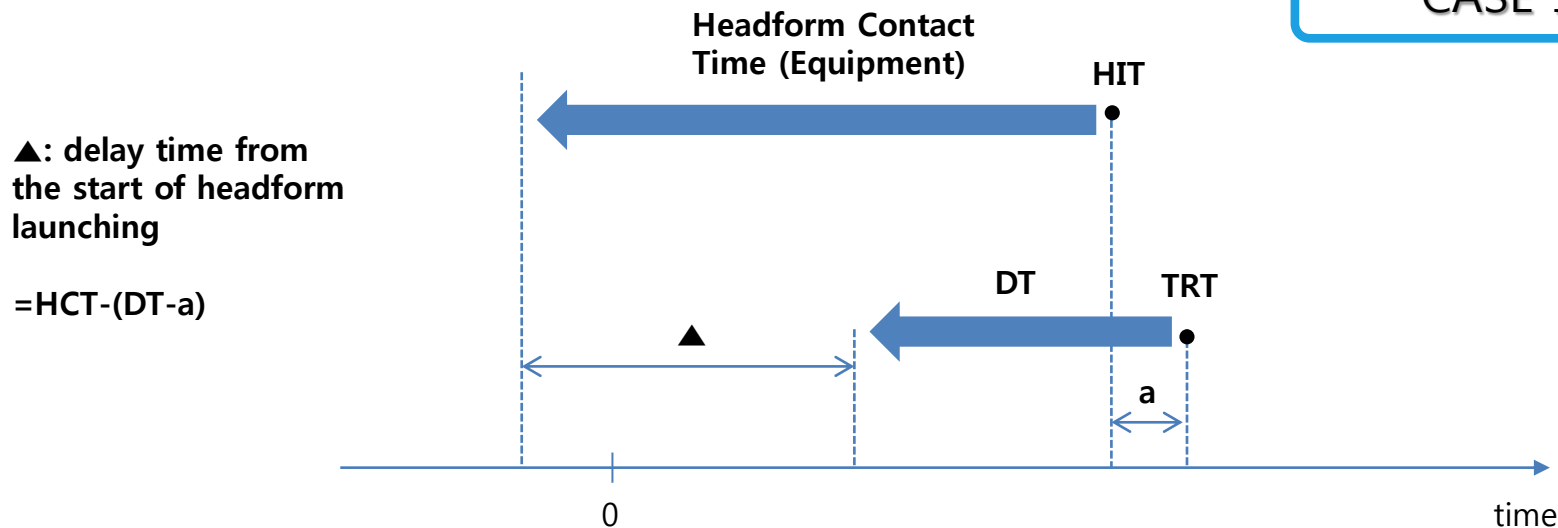 CASE
Headform Contact
Time (Equipment)
HIT
▲: delay time from
the start of headform
launching
=HCT-(DT-a)
DT
TRT
▲
a
0
time